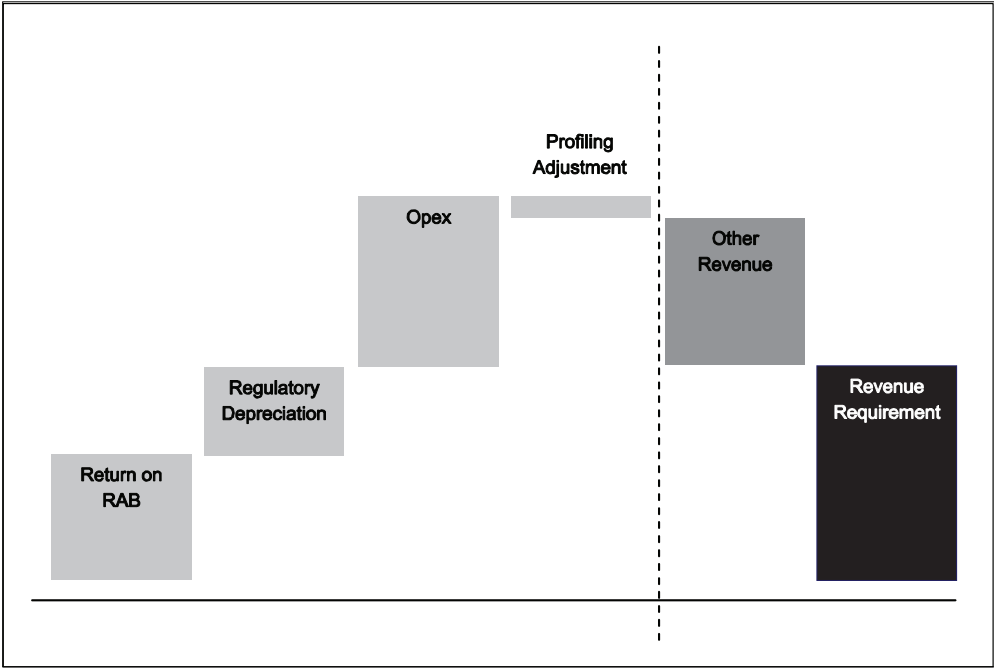 Return on
RAB
Regulatory
Depreciation
Opex
Profiling
Adjustment
Other
Revenue
Revenue
Requirement